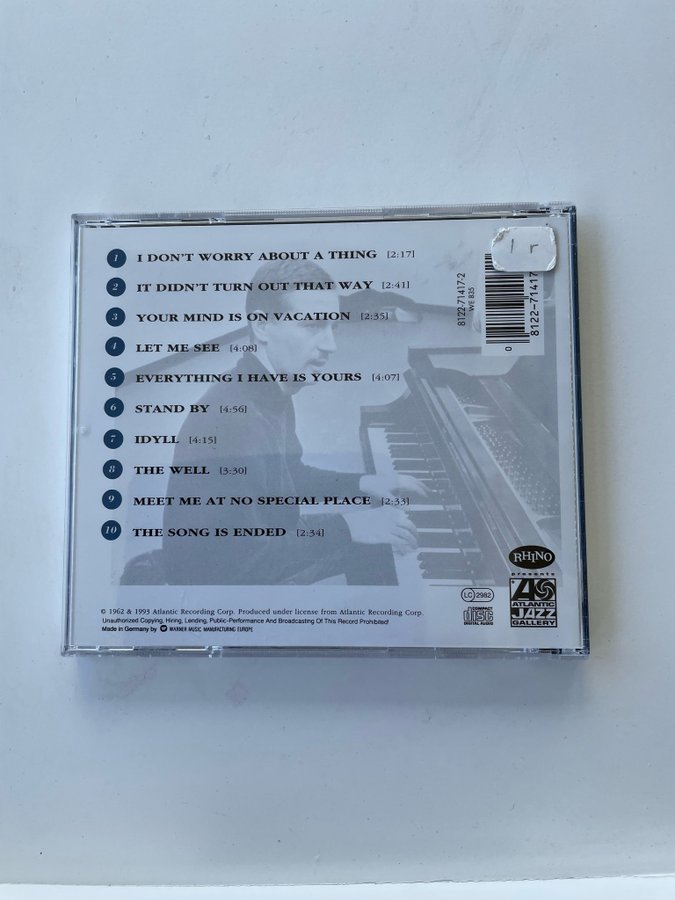 1 I DON'T WORRY ABOUT A THING [2:17]
2 IT DIDN'T TURN OUT THAT WAY [2:41]
3 YOUR MIND IS ON VACATION [2:35]
4 LET ME SEE [4:08]
5 EVERYTHING I HAVE IS YOURS [4:07]
6 STAND BY [4:56]
7 IDYLL [4:15]
8 THE WELL [3:30]
9 MEET ME AT NO SPECIAL PLACE [2:33]
10 THE SONG IS ENDED [2:34]
1 r
8122-71417-2
WE 835
0
8122-71417
RHINO
presents
ATLANTIC
JAZZ
GALLERY
LC 2982
COMPACT
disc
DIGITAL AUDIO
© 1962 & 1993 Atlantic Recording Corp. Produced under license from Atlantic Recording Corp.
Unauthorized Copying, Hiring, Lending, Public-Performance And Broadcasting Of This Record Prohibited!
Made in Germany by WARNER MUSIC MANUFACTURING EUROPE